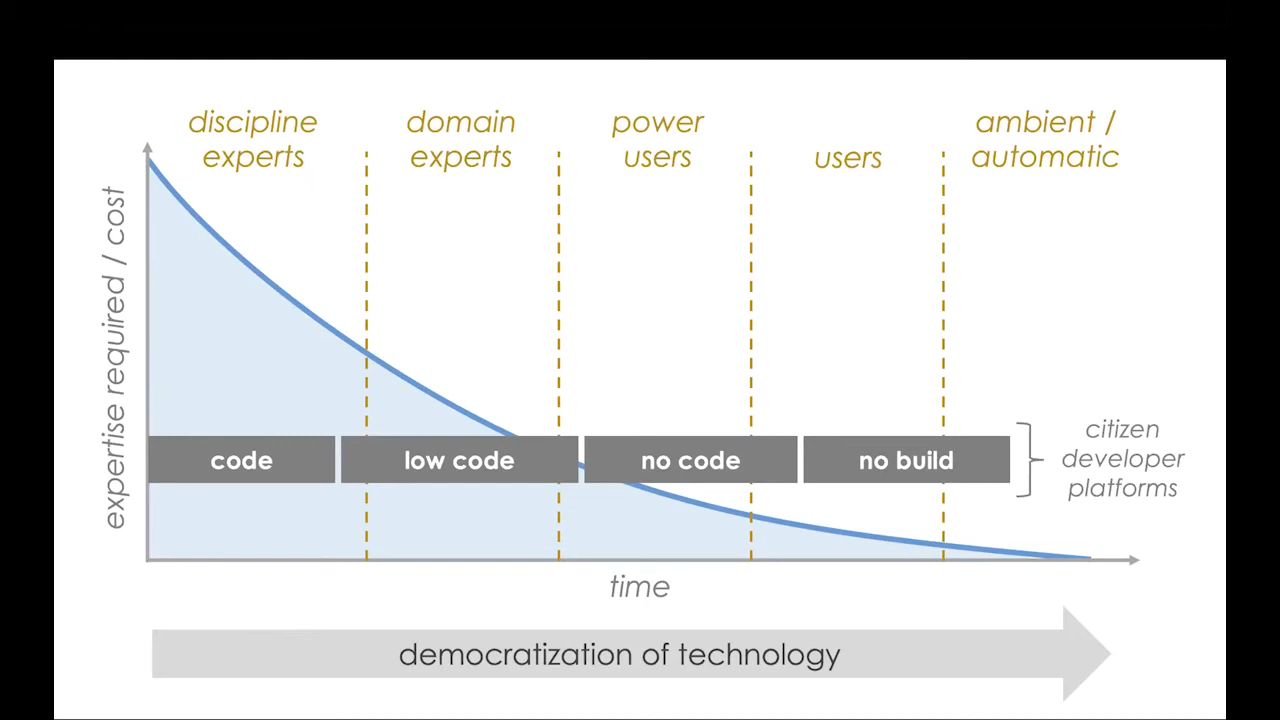 discipline
experts
domain
experts
power
users
users
ambient /
automatic
expertise required / cost
code
low code
no code
no build
citizen
developer
platforms
time
democratization of technology